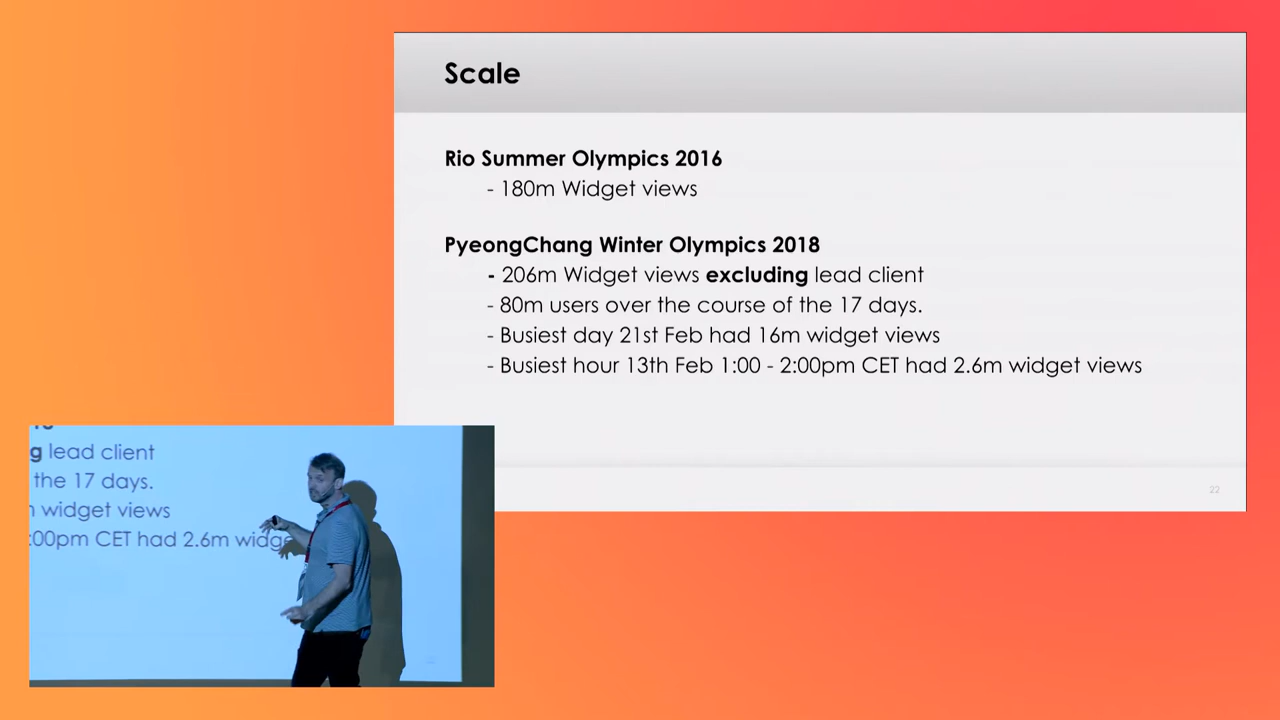 Scale
Rio Summer Olympics 2016
- 180m Widget views
PyeongChang Winter Olympics 2018
- 206m Widget views excluding lead client
- 80m users over the course of the 17 days.
- Busiest day 21st Feb had 16m widget views
- Busiest hour 13th Feb 1:00 - 2:00pm CET had 2.6m widget views
22
g lead client
the 17 days.
widget views
:00pm CET had 2.6m widge